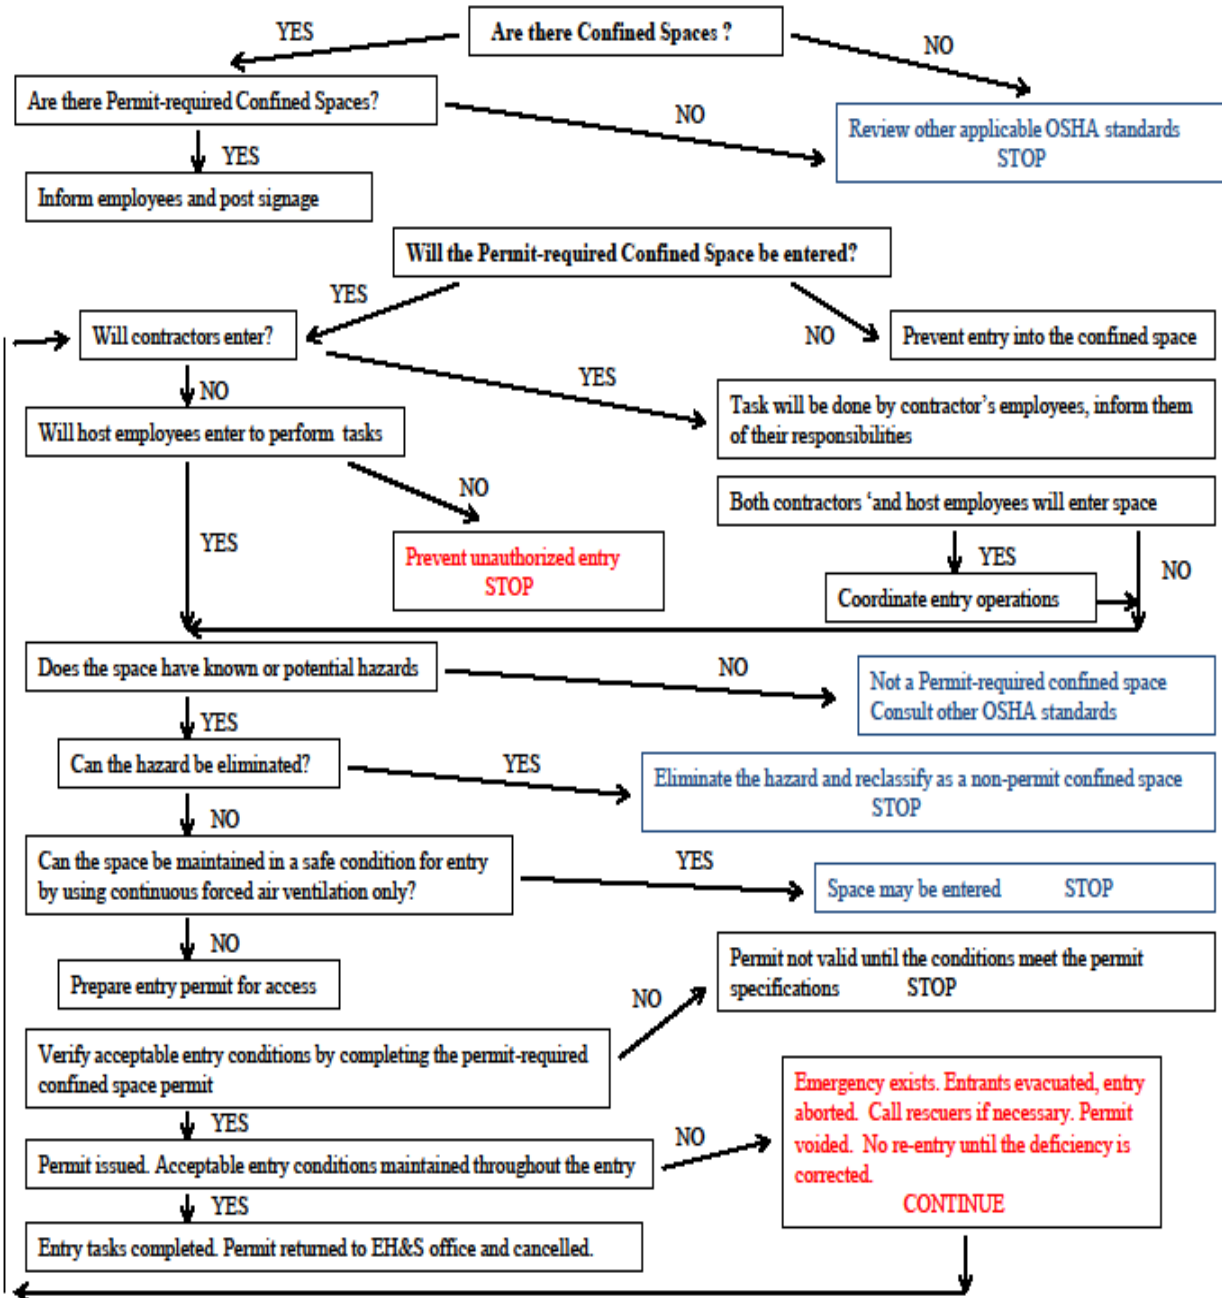 Are there Confined Spaces ?
YES
NO
Are there Permit-required Confined Spaces?
NO
Review other applicable OSHA standards
STOP
YES
Inform employees and post signage
Will the Permit-required Confined Space be entered?
YES
Will contractors enter?
NO
Prevent entry into the confined space
YES
NO
Task will be done by contractor’s employees, inform them
of their responsibilities
Will host employees enter to perform tasks
NO
Both contractors ‘and host employees will enter space
YES
Prevent unauthorized entry
STOP
YES
NO
Coordinate entry operations
Does the space have known or potential hazards
NO
Not a Permit-required confined space
Consult other OSHA standards
YES
Can the hazard be eliminated?
YES
Eliminate the hazard and reclassify as a non-permit confined space
STOP
NO
Can the space be maintained in a safe condition for entry
by using continuous forced air ventilation only?
YES
Space may be entered STOP
NO
Prepare entry permit for access
Permit not valid until the conditions meet the permit
specifications STOP
NO
Verify acceptable entry conditions by completing the permit-required
confined space permit
YES
Permit issued. Acceptable entry conditions maintained throughout the entry
NO
Emergency exists. Entrants evacuated, entry
aborted. Call rescuers if necessary. Permit
voided. No re-entry until the deficiency is
corrected.
CONTINUE
YES
Entry tasks completed. Permit returned to EH&S office and cancelled.